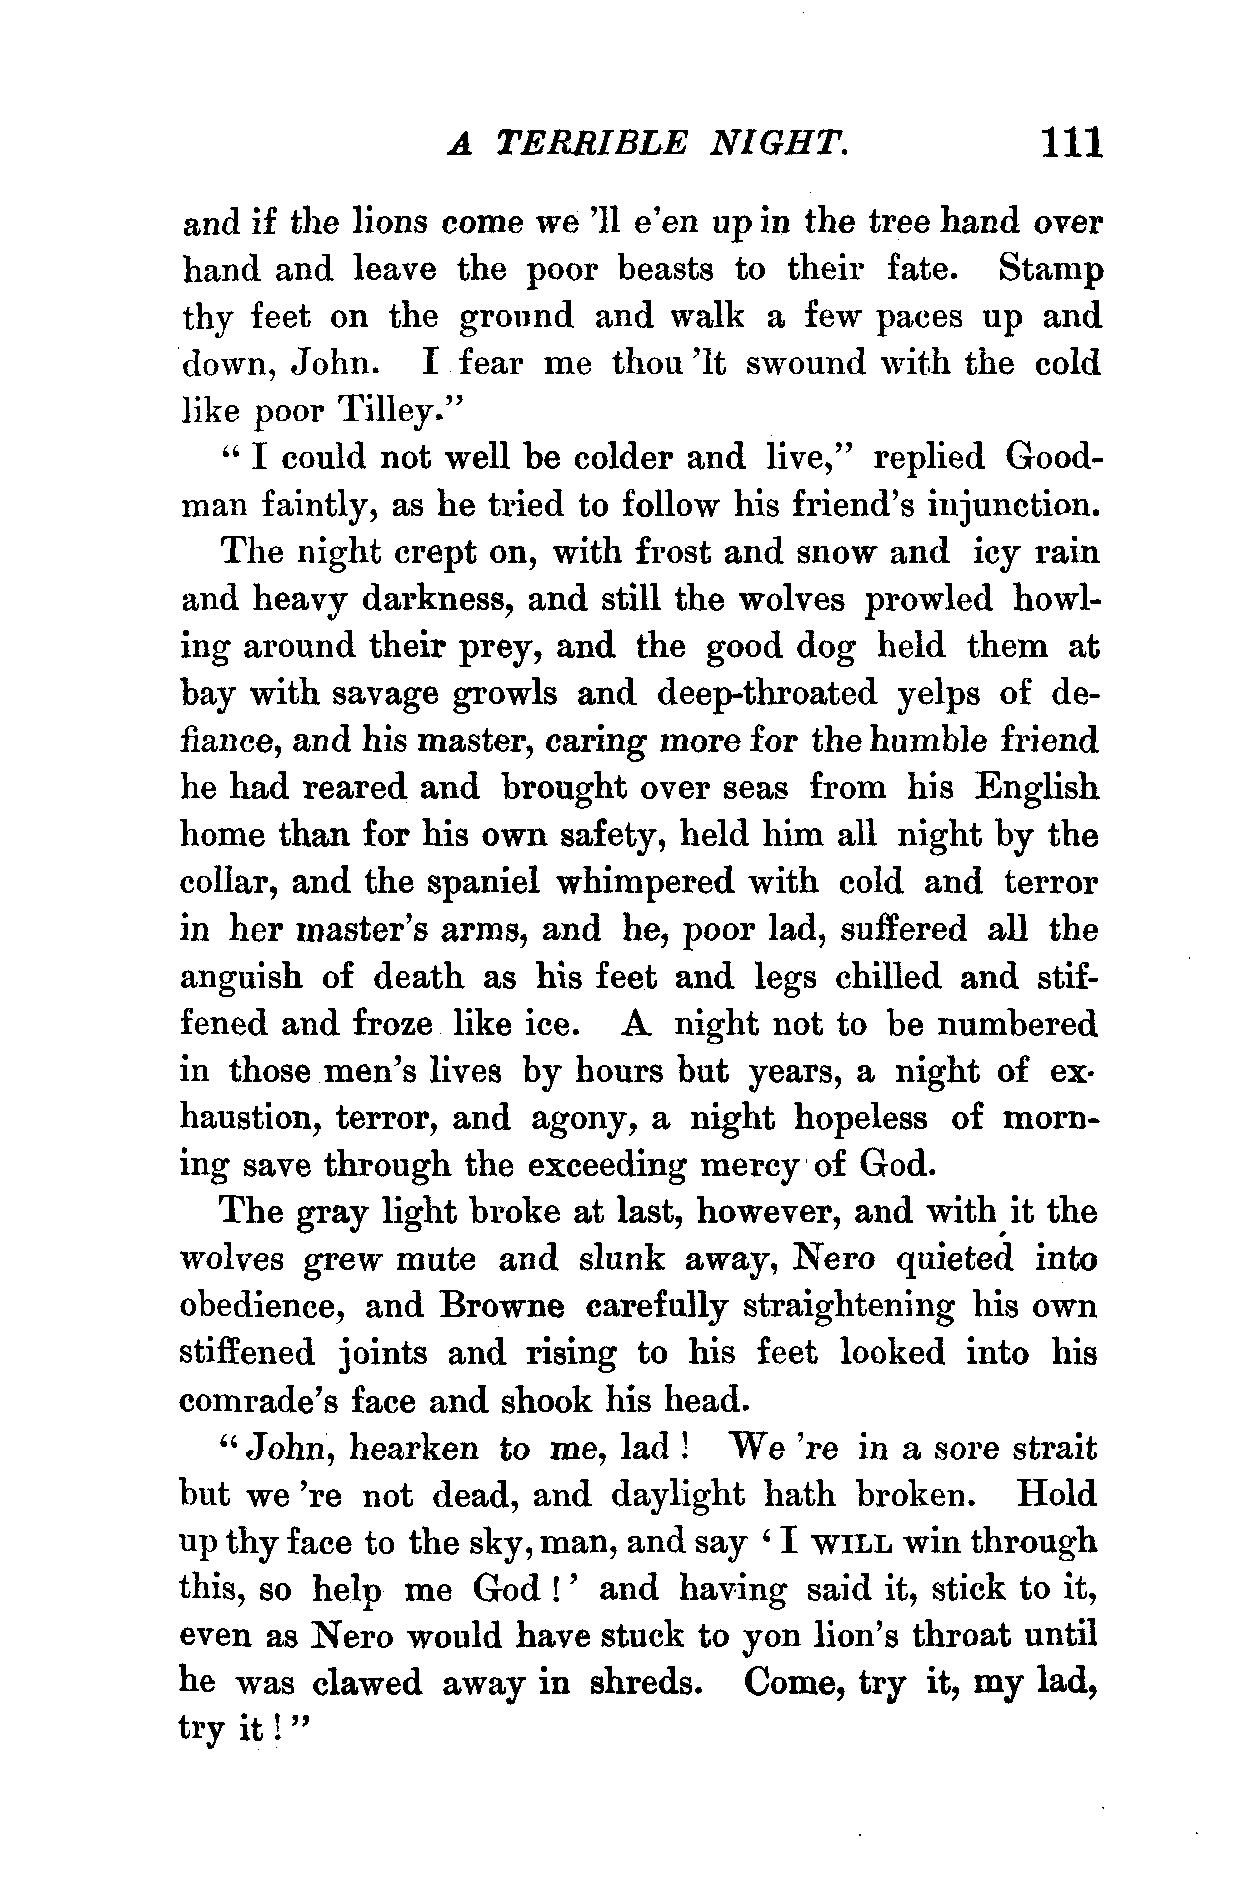 A TERRIBLE NIGHT. 111
and if the lions come we 'll e'en up in the tree hand over
hand and leave the poor beasts to their fate. Stamp
thy feet on the ground and walk a few paces up and
down, John. I fear me thou 'lt swound with the cold
like poor Tilley."
" I could not well be colder and live," replied Good-
man faintly, as he tried to follow his friend's injunction.
The night crept on, with frost and snow and icy rain
and heavy darkness, and still the wolves prowled howl-
ing around their prey, and the good dog held them at
bay with savage growls and deep-throated yelps of de-
fiance, and his master, caring more for the humble friend
he had reared and brought over seas from his English
home than for his own safety, held him all night by the
collar, and the spaniel whimpered with cold and terror
in her master's arms, and he, poor lad, suffered all the
anguish of death as his feet and legs chilled and stif-
fened and froze like ice. A night not to be numbered
in those men's lives by hours but years, a night of ex-
haustion, terror, and agony, a night hopeless of morn-
ing save through the exceeding mercy of God.
The gray light broke at last, however, and with it the
wolves grew mute and slunk away, Nero quieted into
obedience, and Browne carefully straightening his own
stiffened joints and rising to his feet looked into his
comrade's face and shook his head.
" John, hearken to me, lad ! We 're in a sore strait
but we 're not dead, and daylight hath broken. Hold
up thy face to the sky, man, and say ' I WILL win through
this, so help me God ! ' and having said it, stick to it,
even as Nero would have stuck to yon lion's throat until
he was clawed away in shreds. Come, try it, my lad,
try it ! "